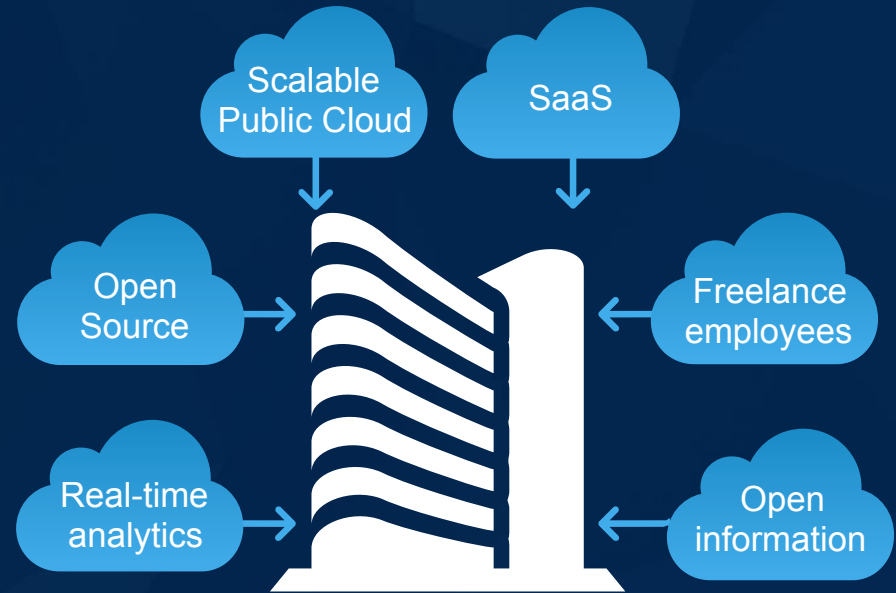 Scalable
Public Cloud
SaaS
Open
Source
Freelance
employees
Real-time
analytics
Open
information